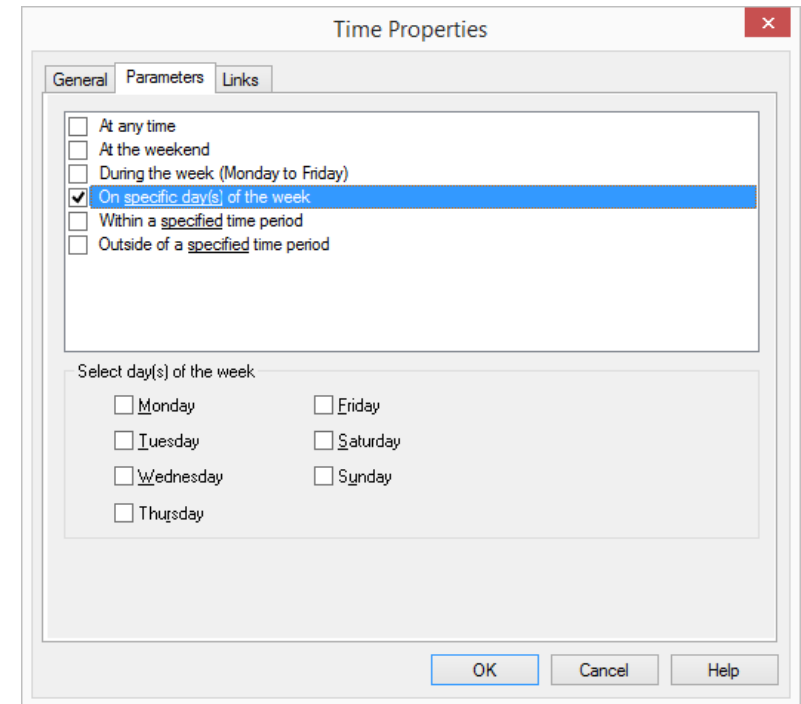 Time Properties
General Parameters Links
At any time
At the weekend
During the week (Monday to Friday)
On specific day(s) of the week
Within a specified time period
Outside of a specified time period
Select day(s) of the week
Monday Friday
Tuesday Saturday
Wednesday Sunday
Thursday
OK Cancel Help